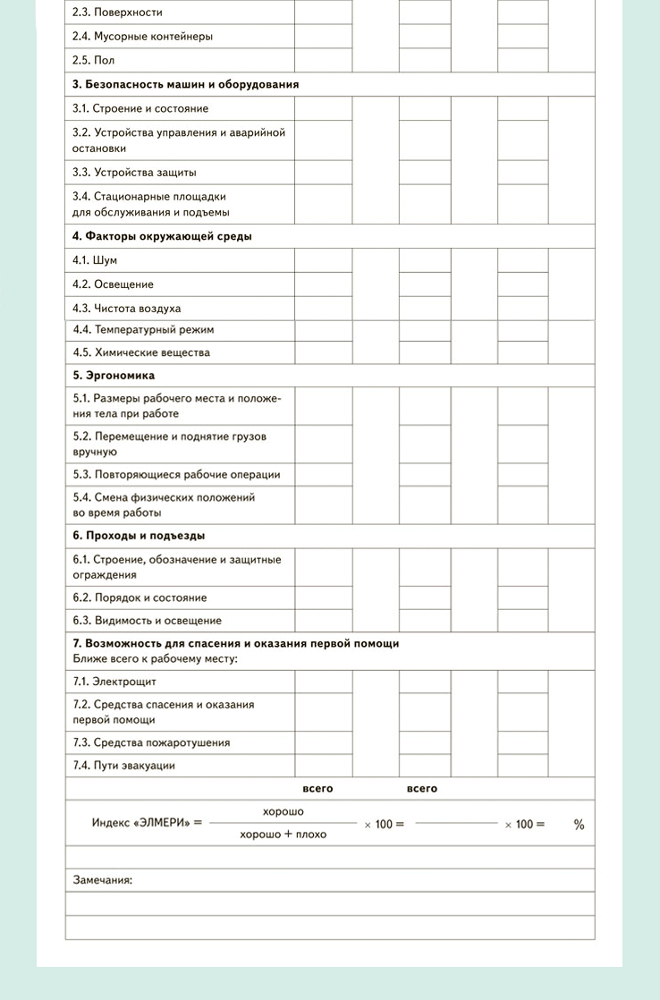 2.3. Поверхности
2.4. Мусорные контейнеры
2.5. Пол
3. Безопасность машин и оборудования
3.1. Строение и состояние
3.2. Устройства управления и аварийной
остановки
3.3. Устройства защиты
3.4. Стационарные площадки
для обслуживания и подъемы
4. Факторы окружающей среды
4.1. Шум
4.2. Освещение
4.3. Чистота воздуха
4.4. Температурный режим
4.5. Химические вещества
5. Эргономика
5.1. Размеры рабочего места и положе-
ния тела при работе
5.2. Перемещение и поднятие грузов
вручную
5.3. Повторяющиеся рабочие операции
5.4. Смена физических положений
во время работы
6. Проходы и подъезды
6.1. Строение, обозначение и защитные
ограждения
6.2. Порядок и состояние
6.3. Видимость и освещение
7. Возможность для спасения и оказания первой помощи
Ближе всего к рабочему месту:
7.1. Электрощит
7.2. Средства спасения и оказания
первой помощи
7.3. Средства пожаротушения
7.4. Пути эвакуации
всего всего
хорошо
Индекс «ЭЛМЕРИ» = × 100 = × 100 = %
хорошо + плохо
Замечания: